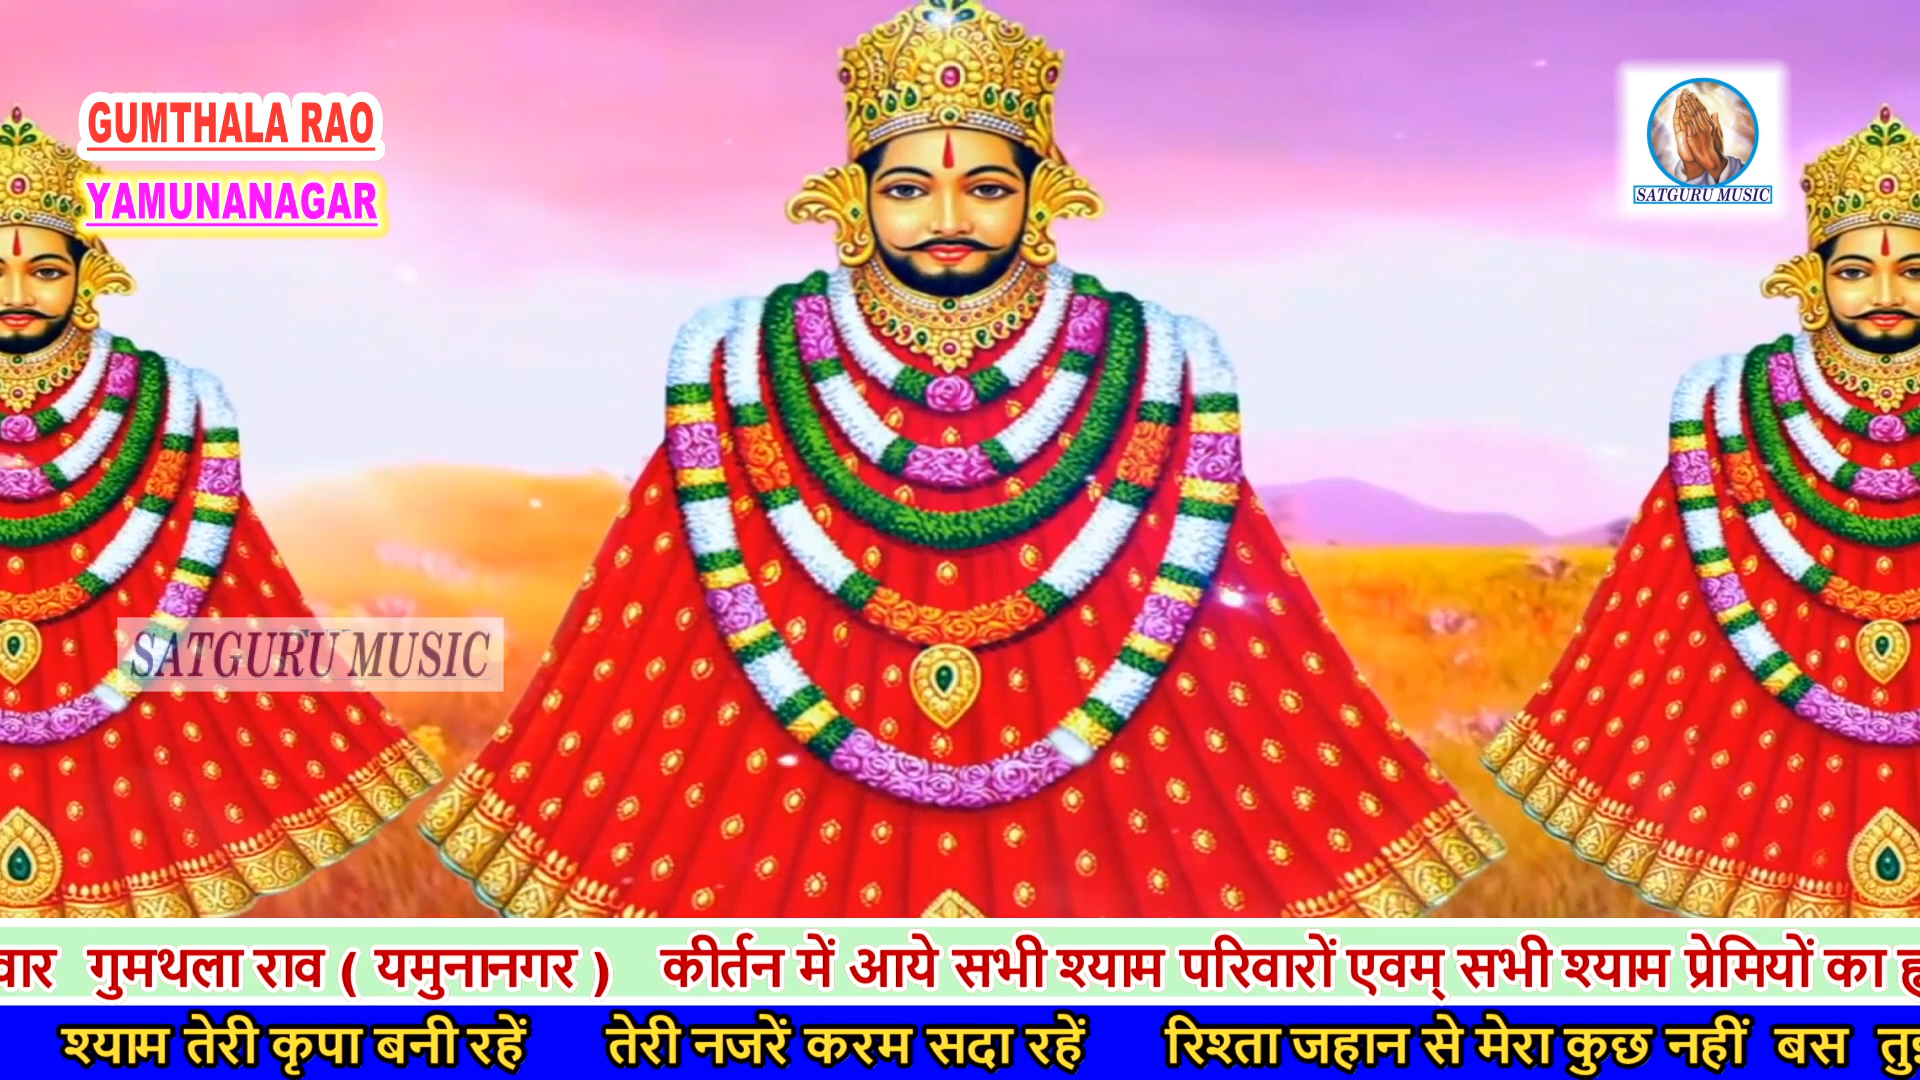 GUMTHALA RAO
YAMUNANAGAR
SATGURU MUSIC
SATGURU MUSIC
गुमथला राव ( यमुनानगर ) कीर्तन में आये सभी श्याम परिवारों एवम् सभी श्याम प्रेमियों का
श्याम तेरी कृपा बनी रहें तेरी नजरें करम सदा रहें रिश्ता जहान से मेरा कुछ नहीं बस